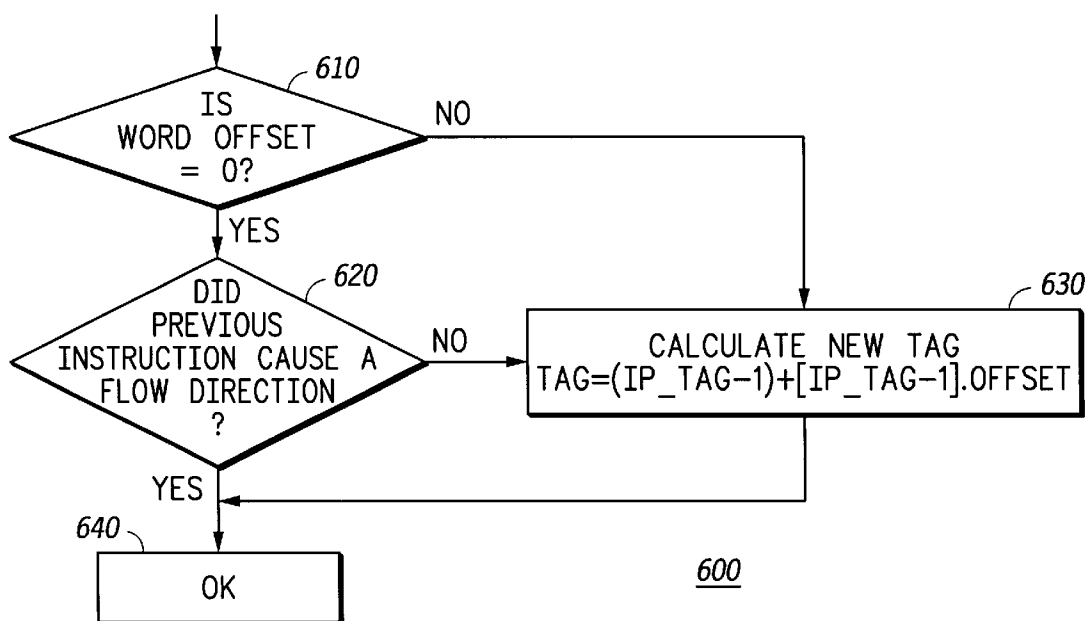 610
IS
WORD OFFSET
= 0?
NO
YES
620
DID
PREVIOUS
INSTRUCTION CAUSE A
FLOW DIRECTION
?
NO
630
CALCULATE NEW TAG
TAG=(IP_TAG-1)+[IP_TAG-1].OFFSET
YES
640
OK
600